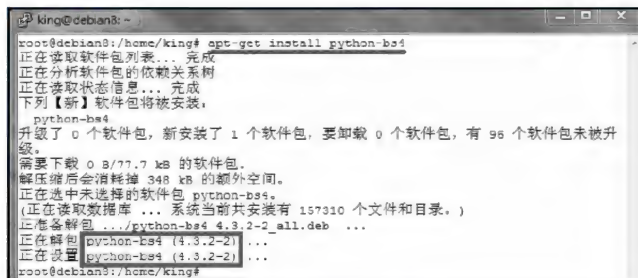 king@debian8: ~
root@debian8:/home/king# apt-get install python-bs4
正在读取软件包列表... 完成
正在分析软件包的依赖关系树
正在读取状态信息... 完成
下列【新】软件包将被安装：
python-bs4
升级了 0 个软件包，新安装了 1 个软件包，要卸载 0 个软件包，有 96 个软件包未被升
级。
需要下载 0 B/77.7 kB 的软件包.
解压缩后会消耗掉 348 kB 的额外空间。
正在选中未选择的软件包 python-bs4。
(正在读取数据库 ... 系统当前共安装有 157310 个文件和目录。)
正准备解包 .../python-bs4 4.3.2-2_all.deb ...
正在解包 python-bs4 (4.3.2-2) ...
正在设置 python-bs4 (4.3.2-2) ...
root@debian8:/home/king#